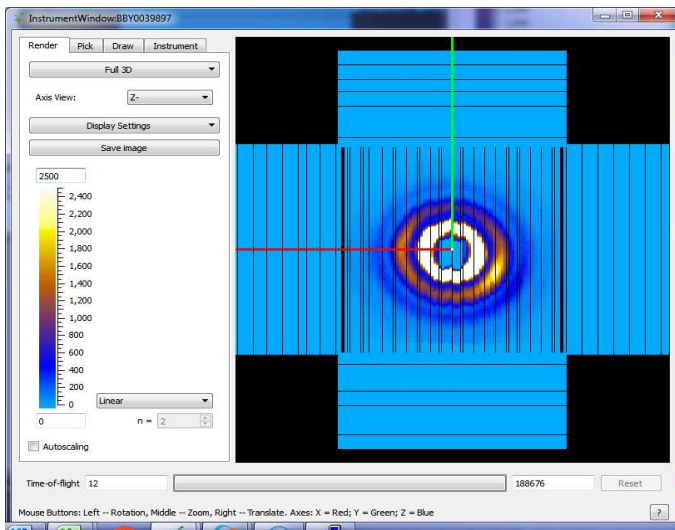 InstrumentWindow:BBY0039897
Render Pick Draw Instrument
Full 3D
Axis View: Z-
Display Settings
Save image
2500
2,400
2,200
2,000
1,800
1,600
1,400
1,200
1,000
800
600
400
200
0
Linear
0 n = 2
Autoscaling
Time-of-flight 12 188676 Reset
Mouse Buttons: Left -- Rotation, Middle -- Zoom, Right -- Translate. Axes: X = Red; Y = Green; Z = Blue ?